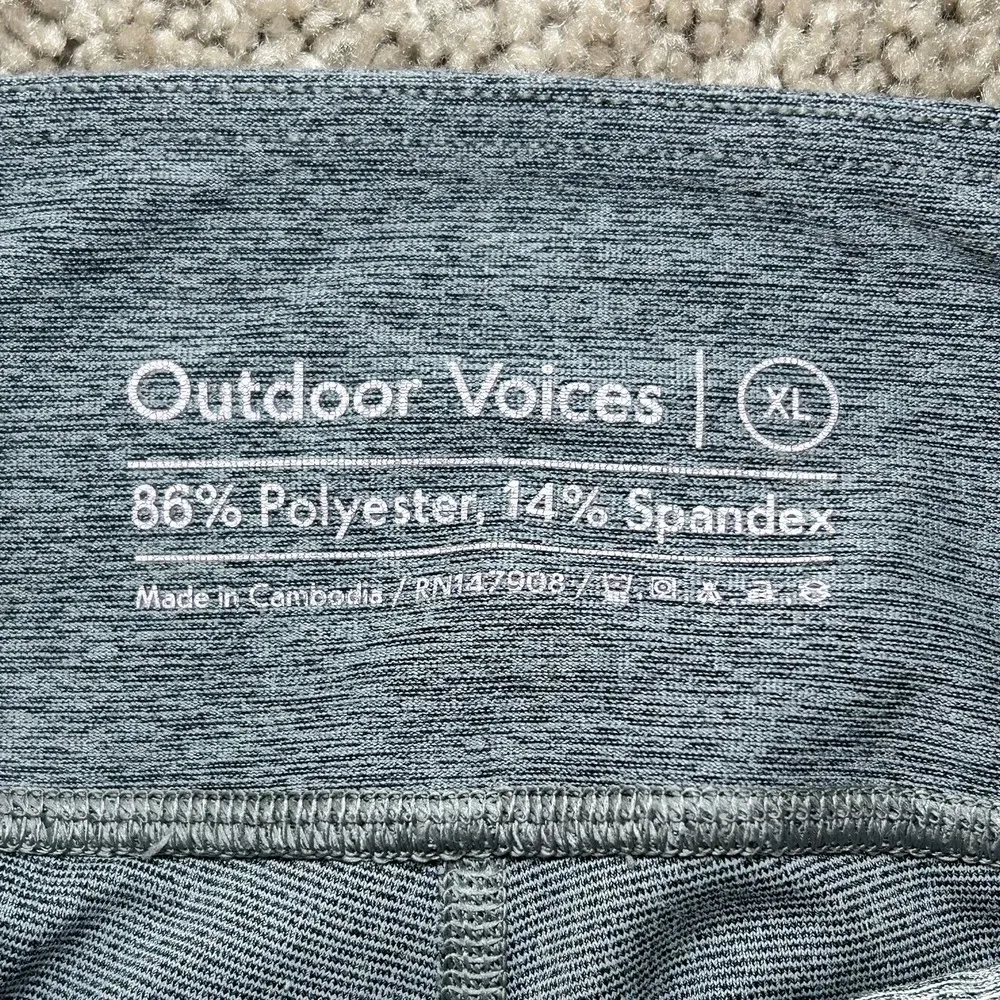 Outdoor Voices | XL
86% Polyester, 14% Spandex
Made in Cambodia / RN147908 /